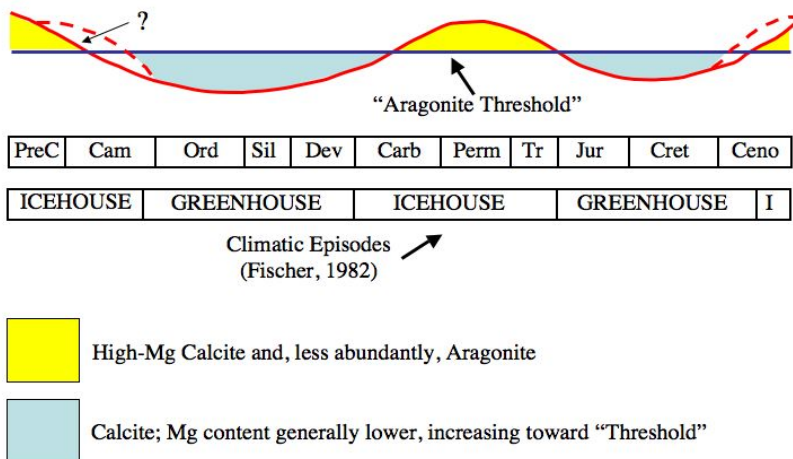 ?
“Aragonite Threshold”
PreC Cam Ord Sil Dev Carb Perm Tr Jur Cret Ceno
ICEHOUSE GREENHOUSE ICEHOUSE GREENHOUSE I
Climatic Episodes
(Fischer, 1982)
High-Mg Calcite and, less abundantly, Aragonite
Calcite; Mg content generally lower, increasing toward “Threshold”